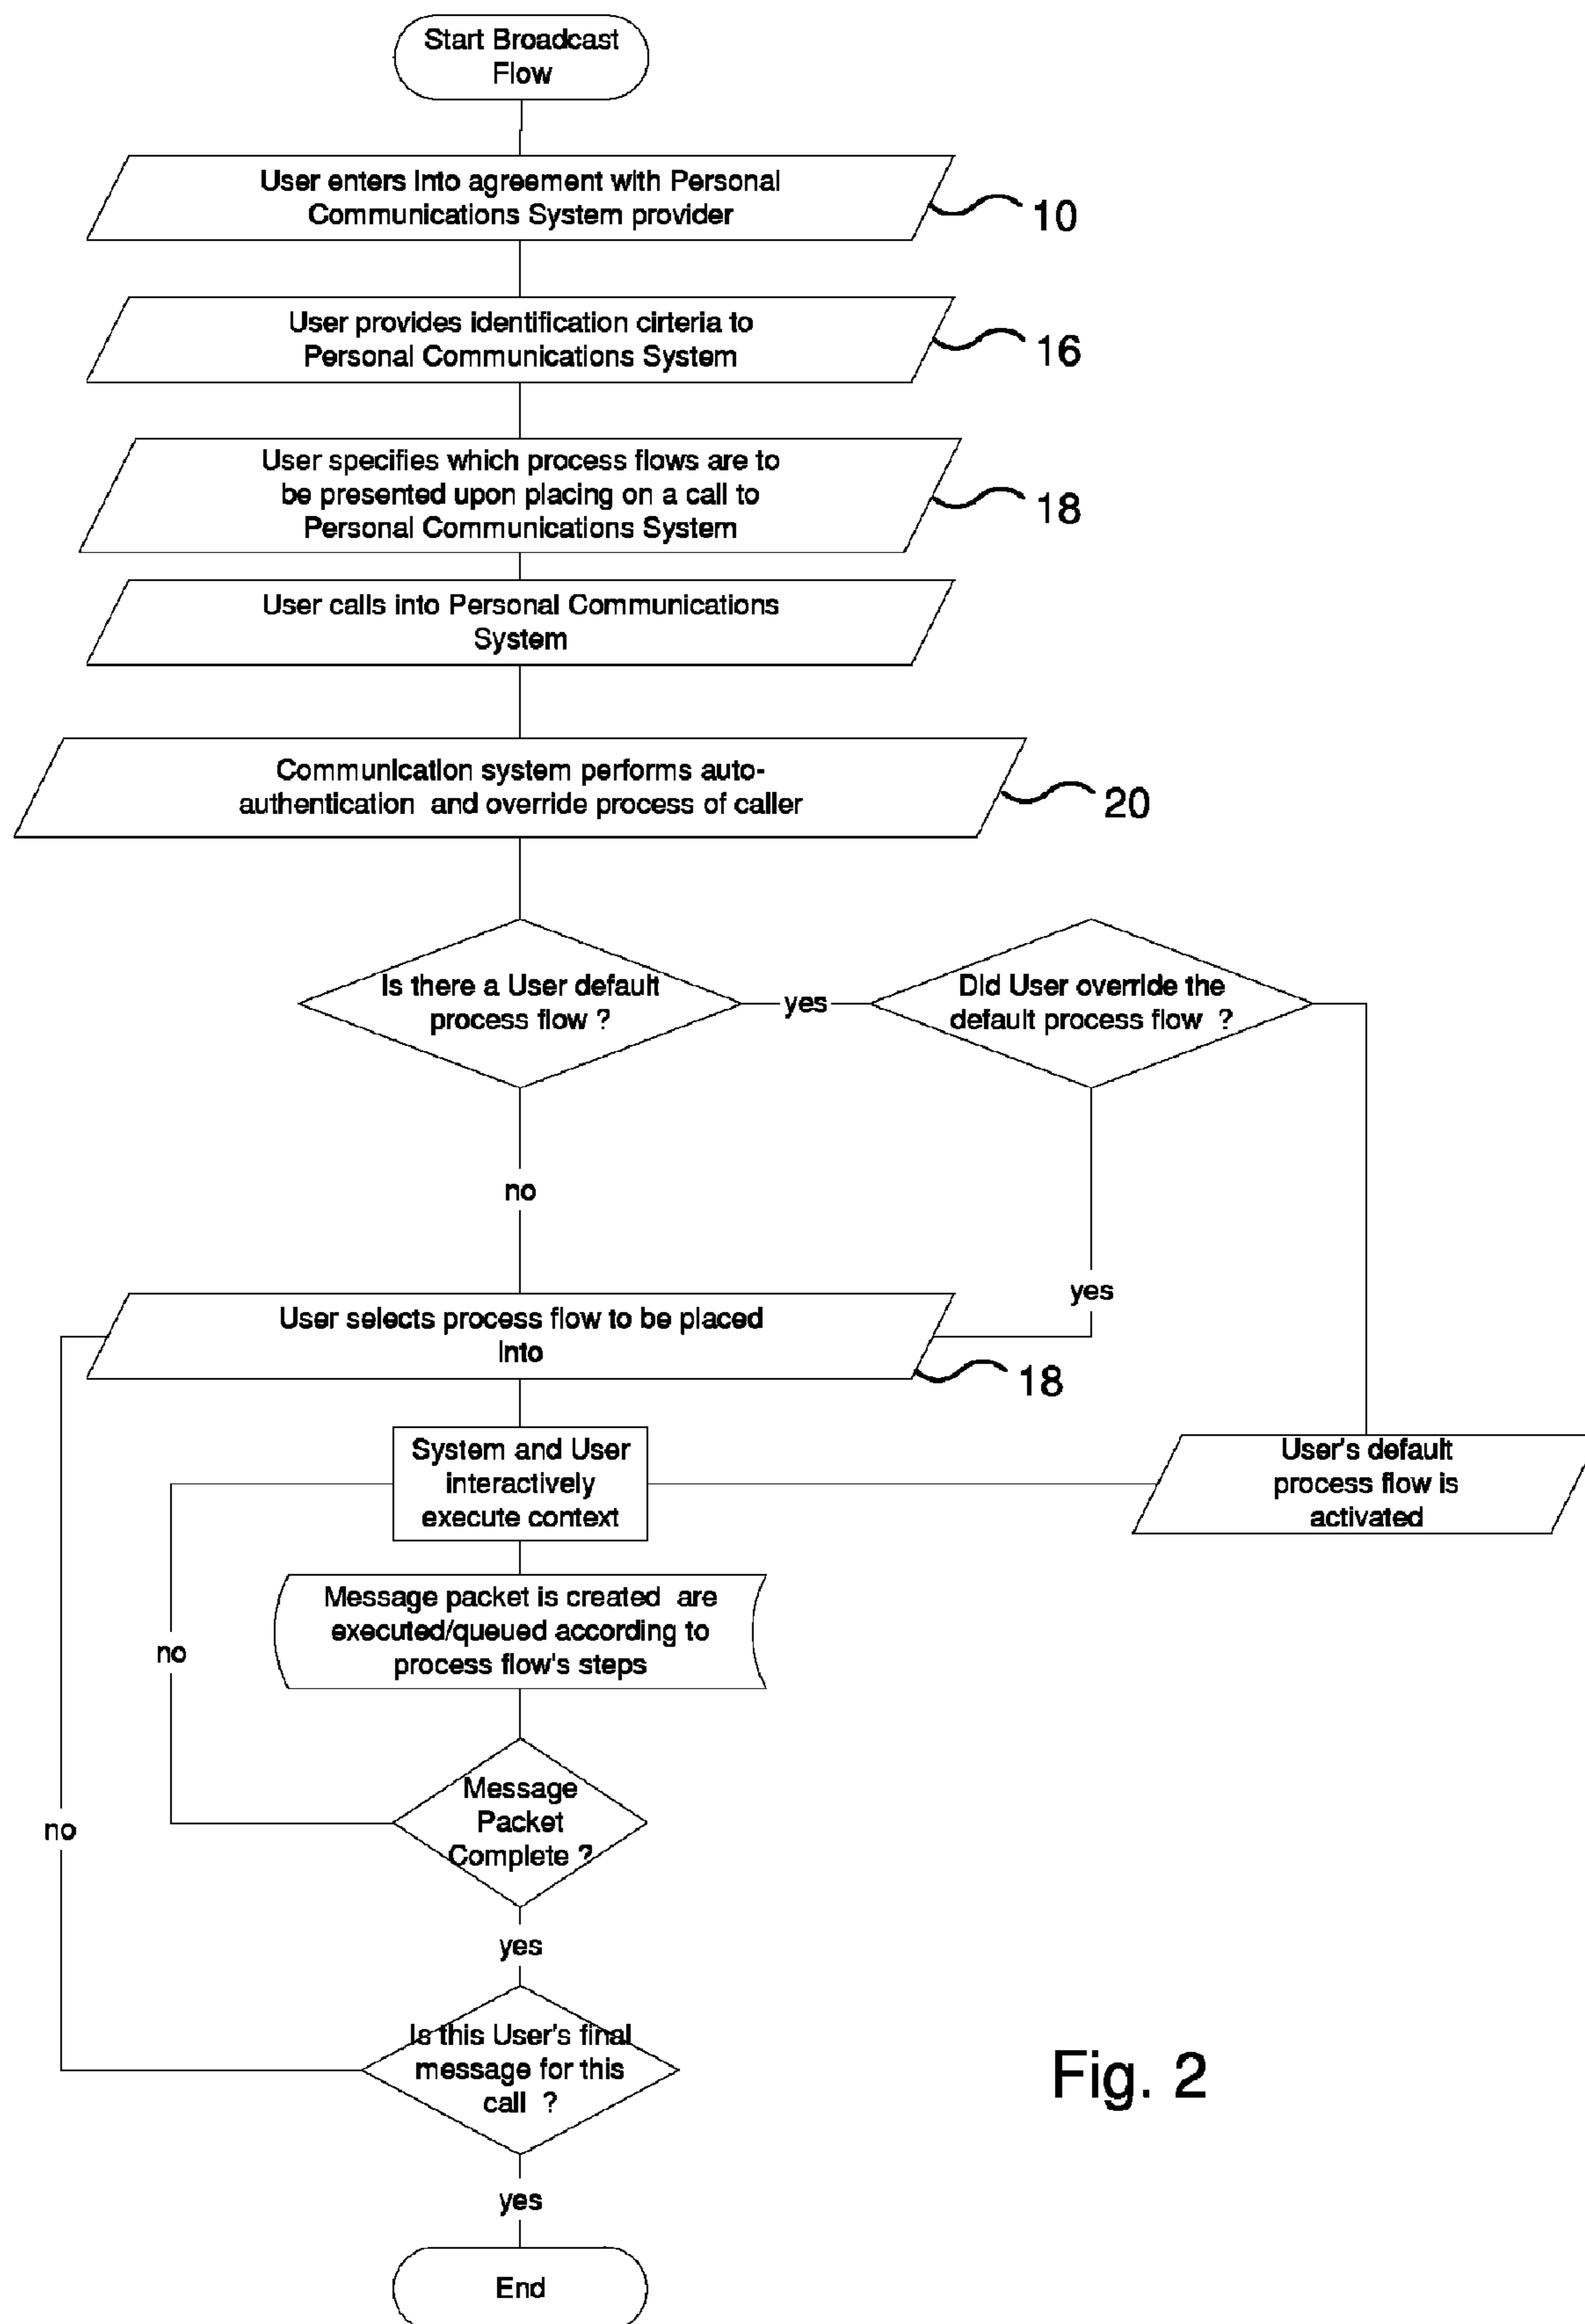 Start Broadcast
Flow
User enters into agreement with Personal
Communications System provider
10
User provides identification cirteria to
Personal Communications System
16
User specifies which process flows are to
be presented upon placing on a call to
Personal Communications System
18
User calls into Personal Communications
System
Communication system performs auto-
authentication and override process of caller
20
Is there a User default
process flow ?
yes
Did User override the
default process flow ?
no
yes
User selects process flow to be placed
into
18
System and User
interactively
execute context
User's default
process flow is
activated
Message packet is created are
executed/queued according to
process flow's steps
no
Message
Packet
Complete ?
no
yes
Is this User's final
message for this
call ?
Fig. 2
yes
End